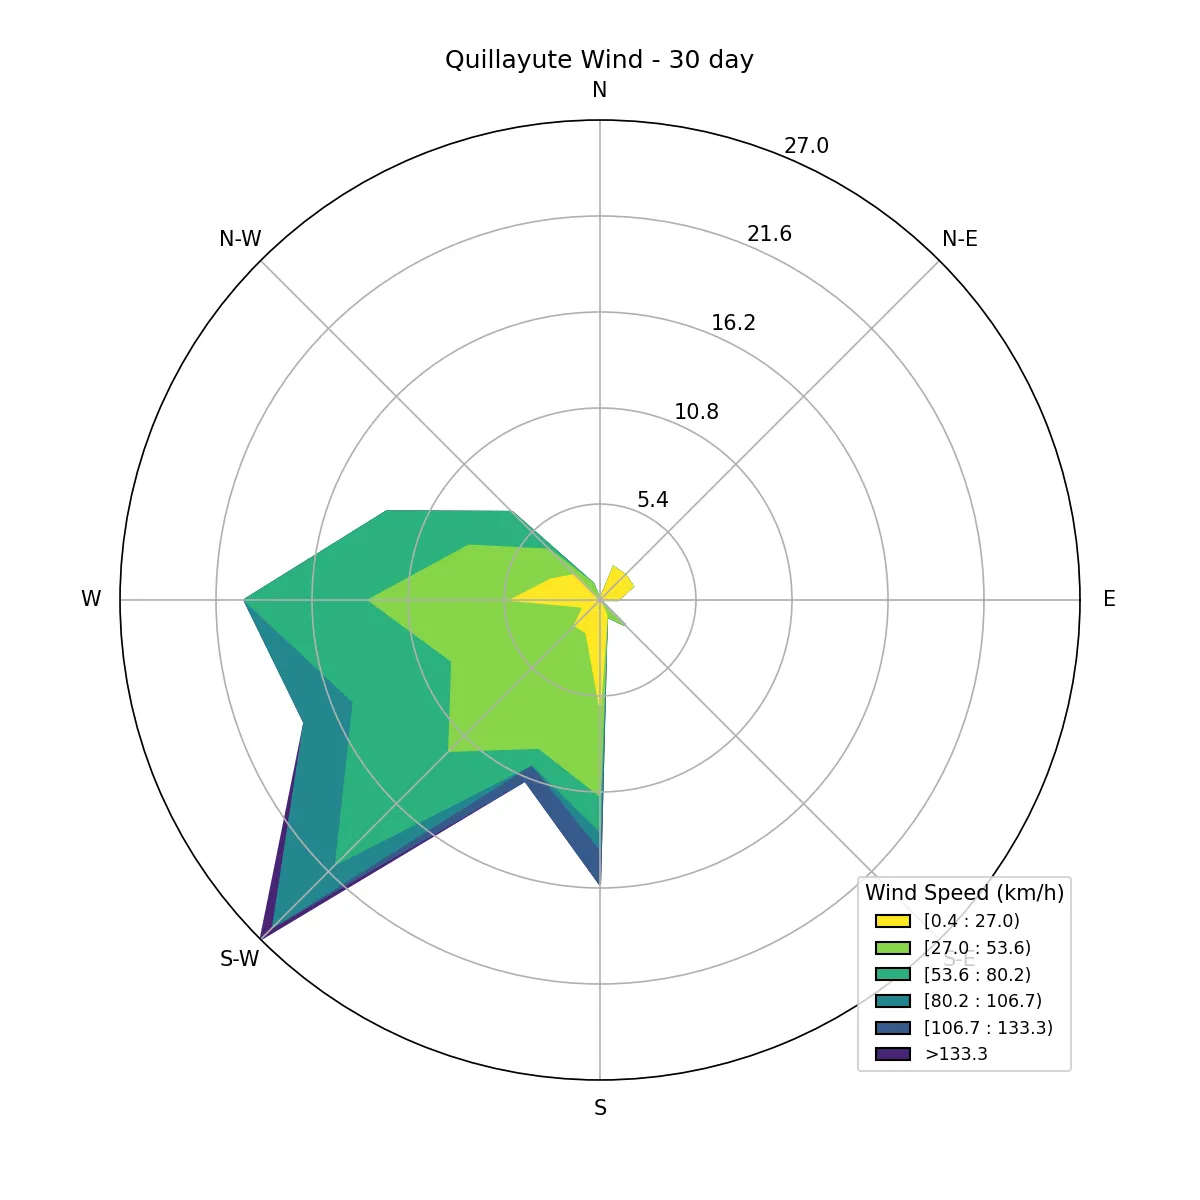 Quillayute Wind - 30 day
N
27.0
N-W
21.6
N-E
16.2
10.8
5.4
W
E
S-W
S-E
S
Wind Speed (km/h)
[0.4 : 27.0)
[27.0 : 53.6)
[53.6 : 80.2)
[80.2 : 106.7)
[106.7 : 133.3)
>133.3